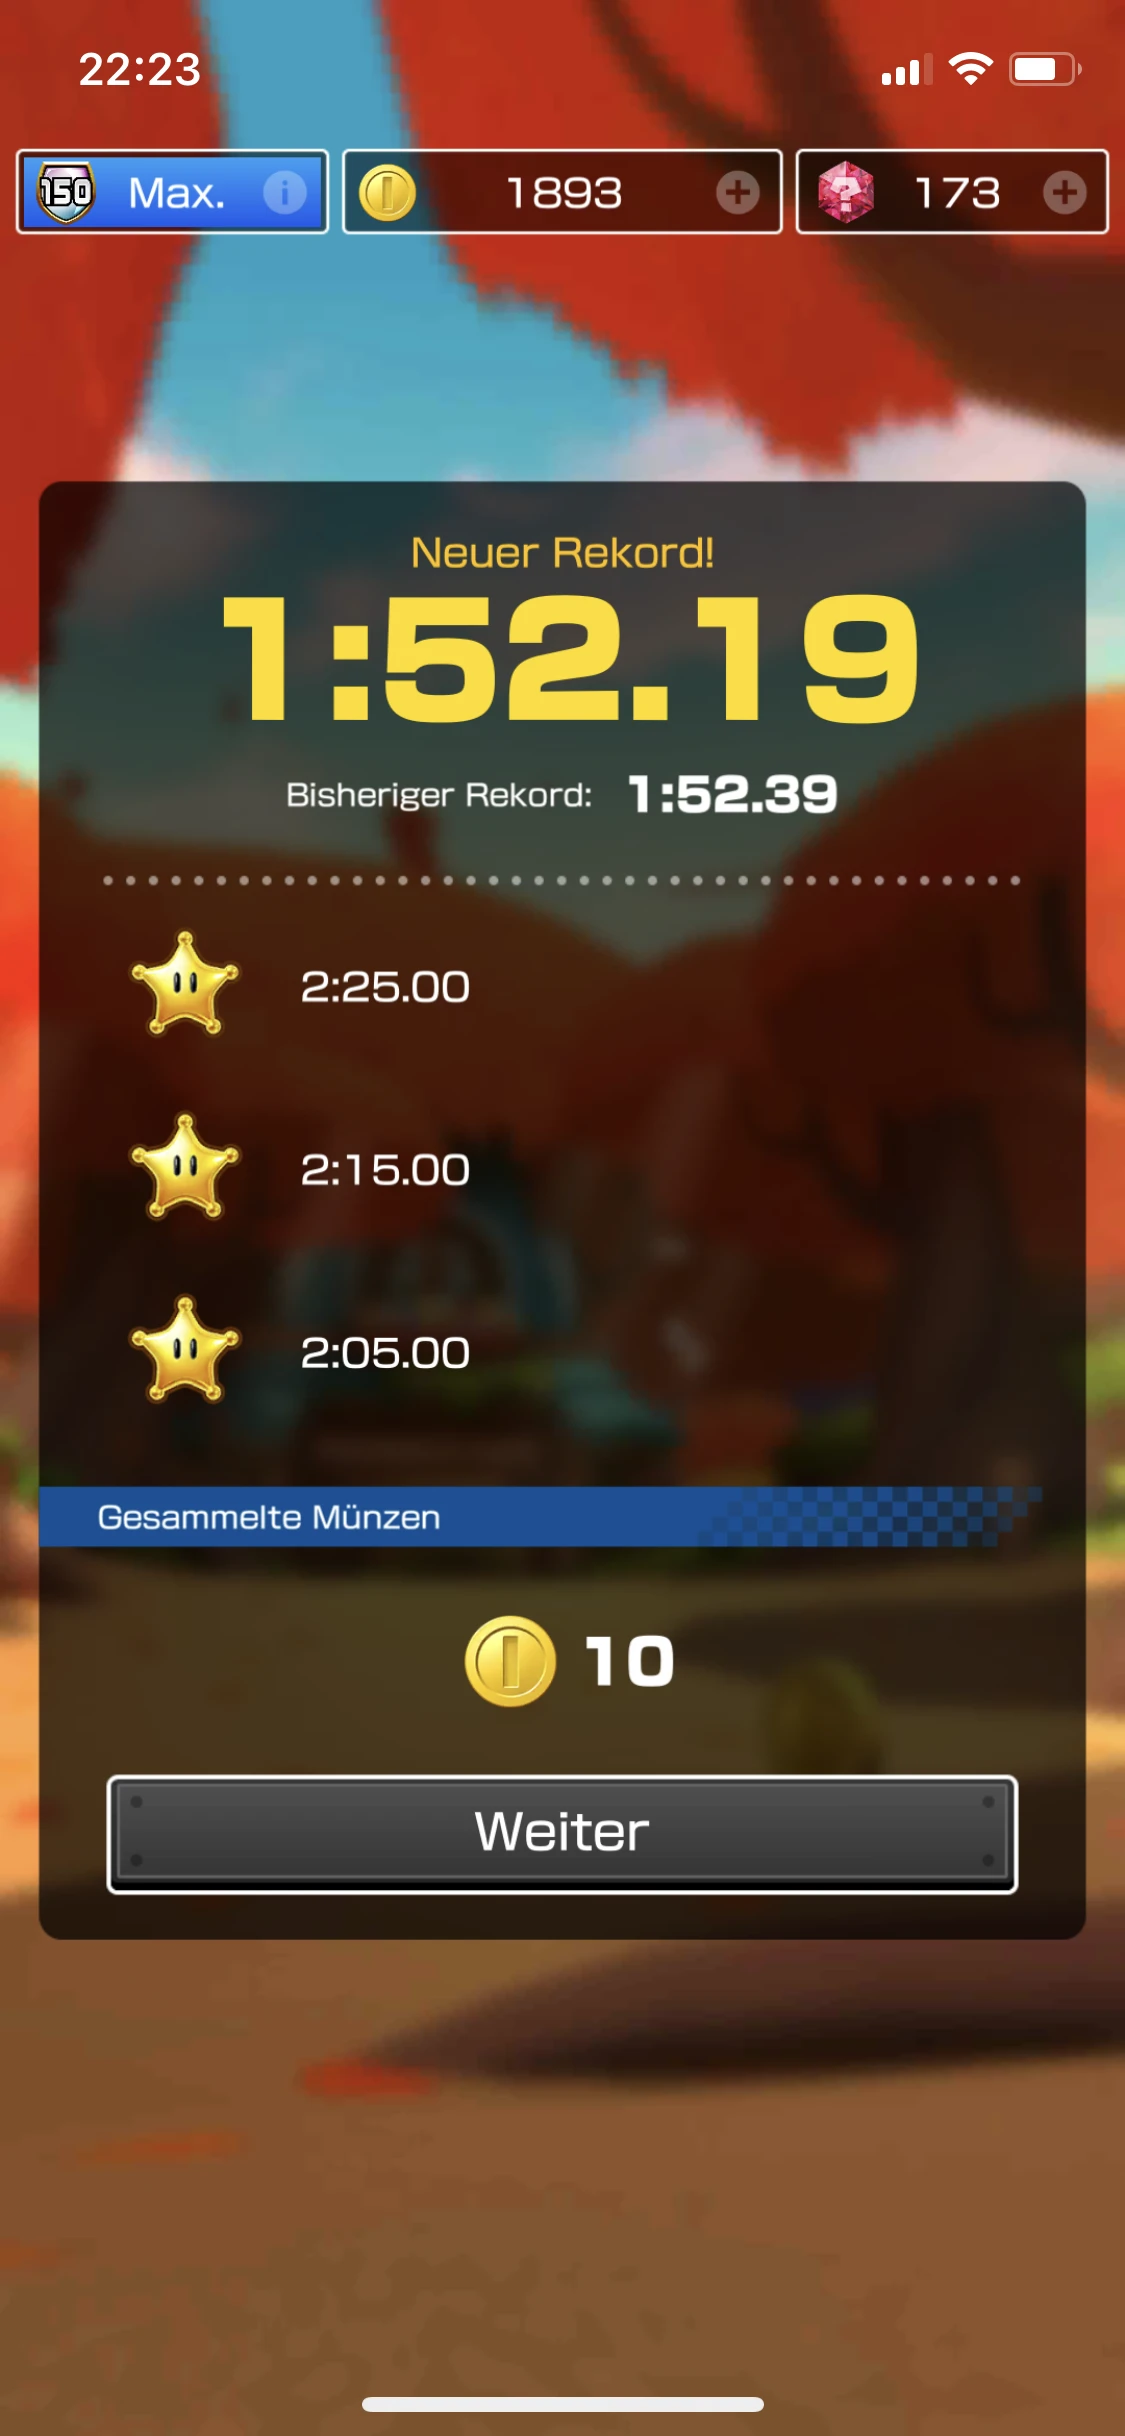 22:23
150 Max. i 1893 + 173 +
Neuer Rekord!
1:52.19
Bisheriger Rekord: 1:52.39
2:25.00
2:15.00
2:05.00
Gesammelte Münzen
10
Weiter